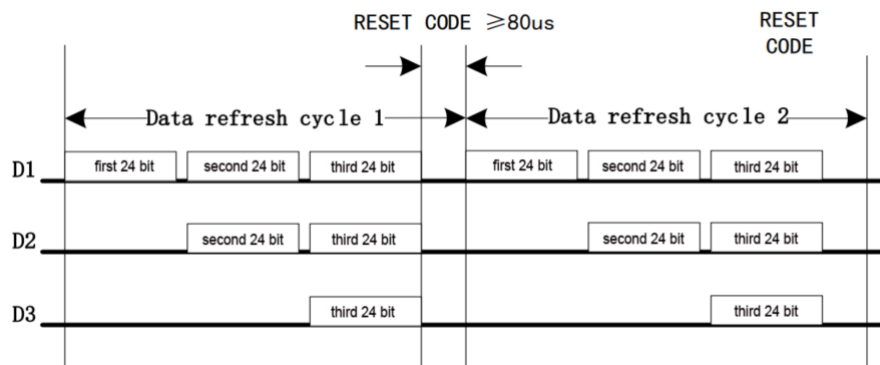 RESET CODE ≥80us
RESET
CODE
Data refresh cycle 1
Data refresh cycle 2
D1
first 24 bit
second 24 bit
third 24 bit
first 24 bit
second 24 bit
third 24 bit
D2
second 24 bit
third 24 bit
second 24 bit
third 24 bit
D3
third 24 bit
third 24 bit